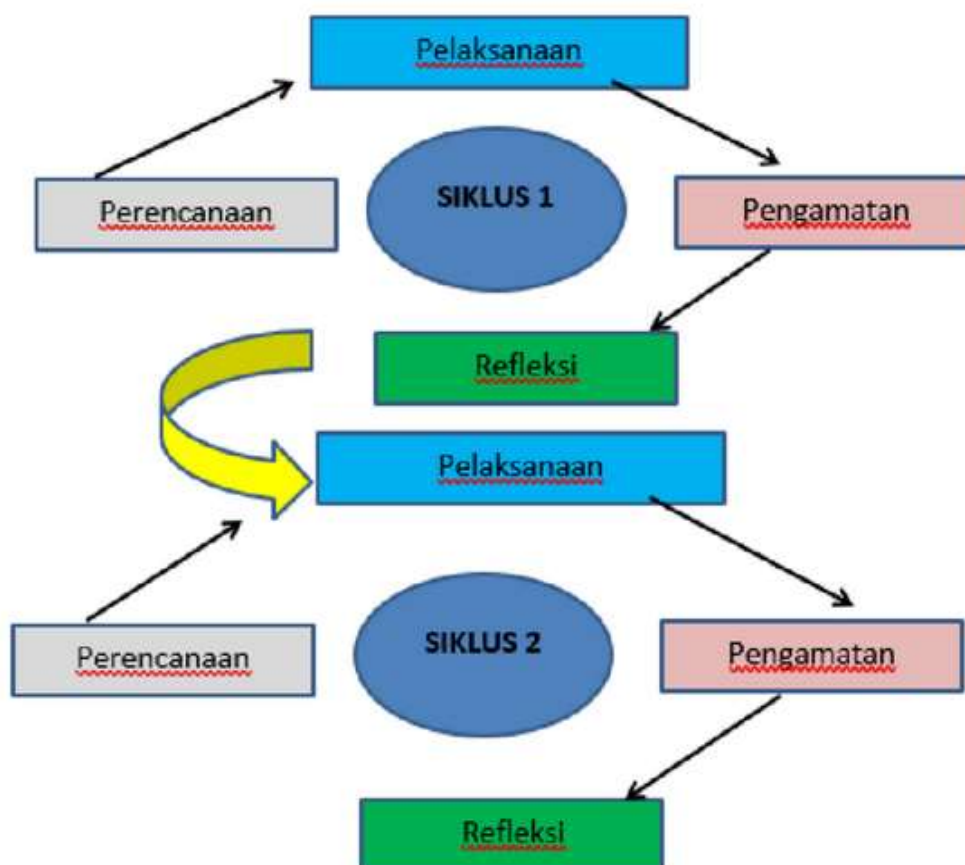 Pelaksanaan
Perencanaan
SIKLUS 1
Pengamatan
Refleksi
Pelaksanaan
Perencanaan
SIKLUS 2
Pengamatan
Refleksi